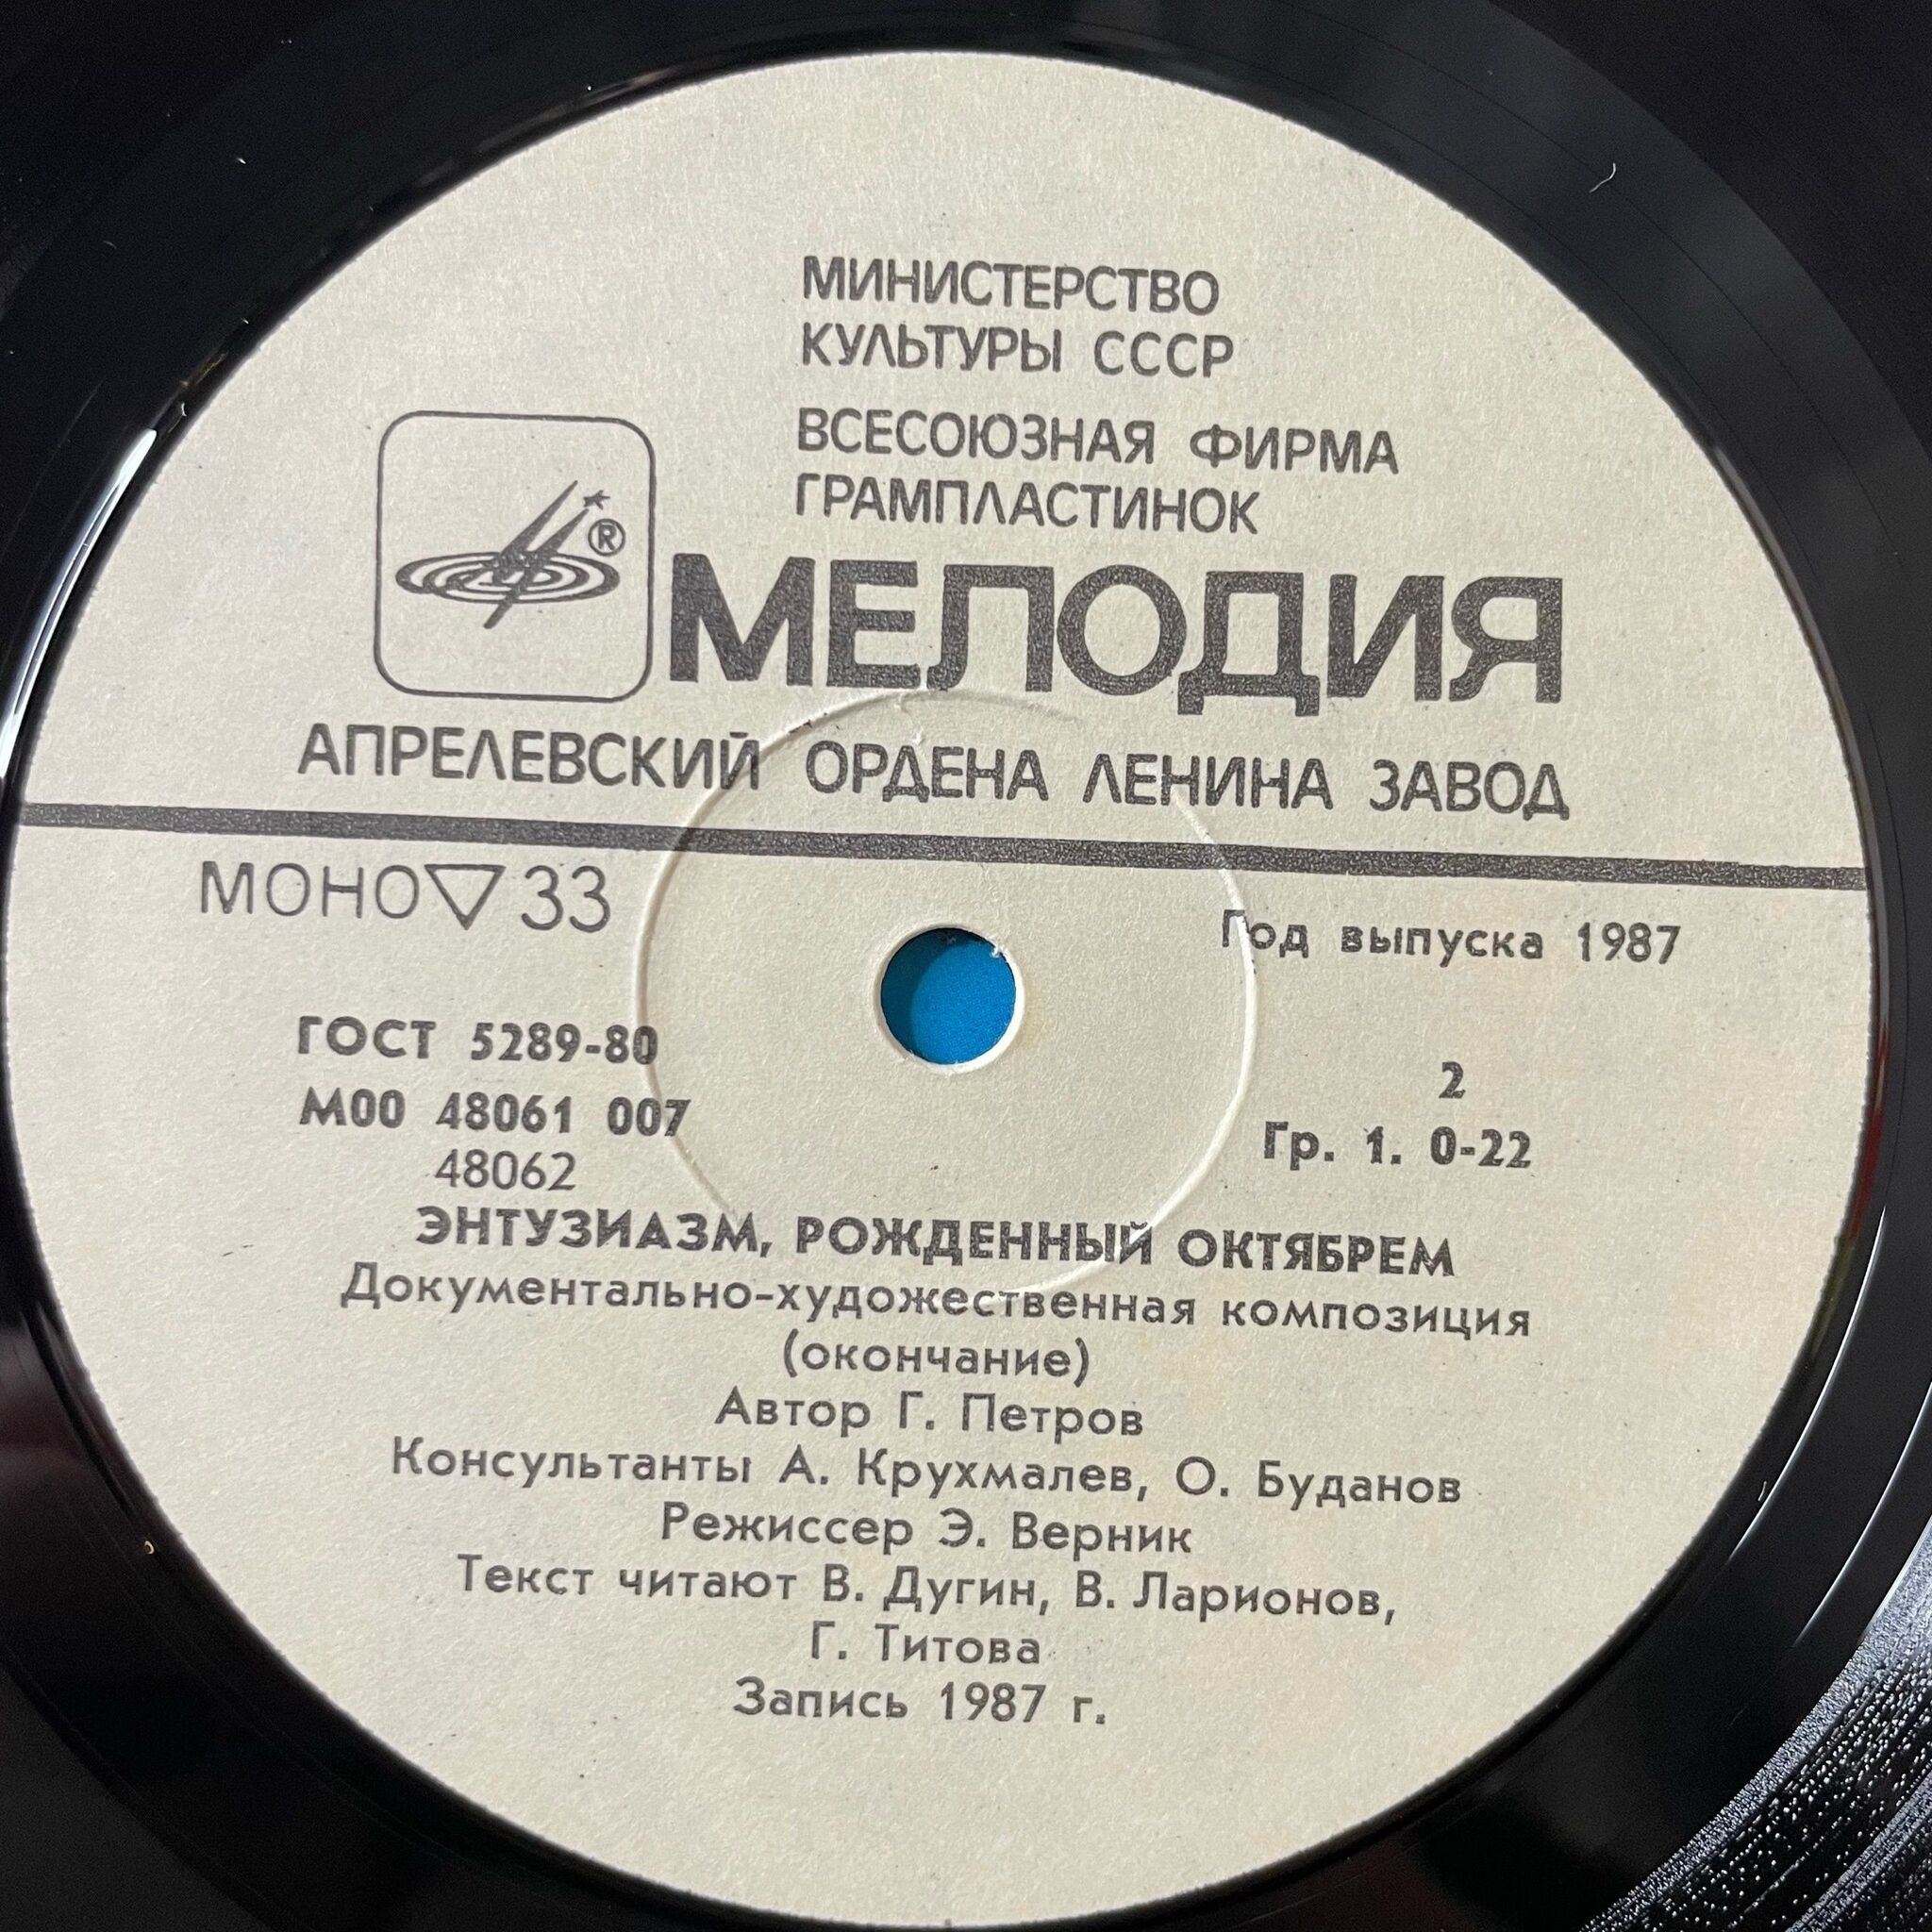 МИНИСТЕРСТВО
КУЛЬТУРЫ СССР
ВСЕСОЮЗНАЯ ФИРМА
ГРАМПЛАСТИНОК
®
МЕЛОДИЯ
АПРЕЛЕВСКИЙ ОРДЕНА ЛЕНИНА ЗАВОД
МОНО▽33
Год выпуска 1987
ГОСТ 5289-80
М00 48061 007
48062
2
Гр. 1. 0-22
ЭНТУЗИАЗМ, РОЖДЕННЫЙ ОКТЯБРЕМ
Документально-художественная композиция
(окончание)
Автор Г. Петров
Консультанты А. Крухмалев, О. Буданов
Режиссер Э. Верник
Текст читают В. Дугин, В. Ларионов,
Г. Титова
Запись 1987 г.